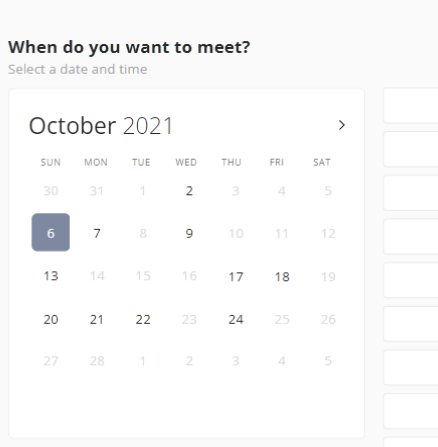 When do you want to meet?
Select a date and time
October 2021
SUN MON TUE WED THU FRI SAT
30 31 1 2 3 4 5
6 7 8 9 10 11 12
13 14 15 16 17 18 19
20 21 22 23 24 25 26
27 28 1 2 3 4 5